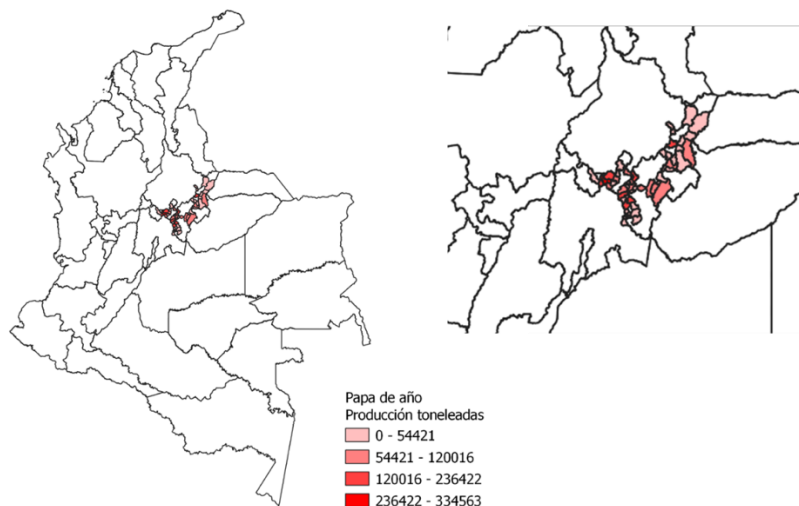 Papa de año
Producción toneleadas
0 - 54421
54421 - 120016
120016 - 236422
236422 - 334563